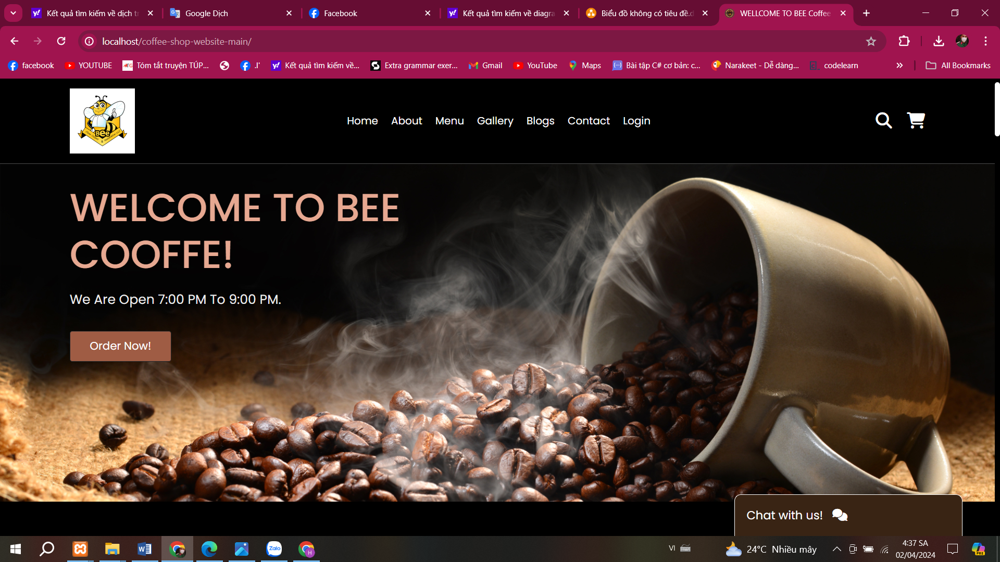 Kết quả tìm kiếm về dịch t
Google Dịch
Facebook
Kết quả tìm kiếm về diagra
Biểu đồ không có tiêu đề.d
WELLCOME TO BEE Coffee
localhost/coffee-shop-website-main/
facebook
YOUTUBE
Tóm tắt truyện TÚP...
.I'
Kết quả tìm kiếm về...
Extra grammar exer...
Gmail
YouTube
Maps
Bài tập C# cơ bản: c...
Narakeet - Dễ dàng...
codelearn
All Bookmarks
Bee
Home
About
Menu
Gallery
Blogs
Contact
Login
WELCOME TO BEE
COOFFE!
We Are Open 7:00 PM To 9:00 PM.
Order Now!
Chat with us!
Zalo
H
VI
24°C Nhiều mây
4:37 SA
02/04/2024
PRE